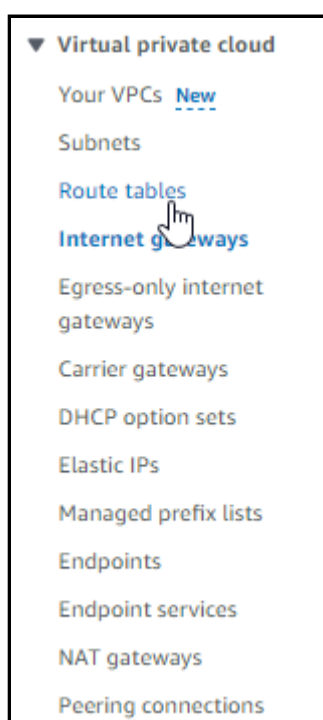 Virtual private cloud
Your VPCs New
Subnets
Route tables
Internet gateways
Egress-only internet
gateways
Carrier gateways
DHCP option sets
Elastic IPs
Managed prefix lists
Endpoints
Endpoint services
NAT gateways
Peering connections